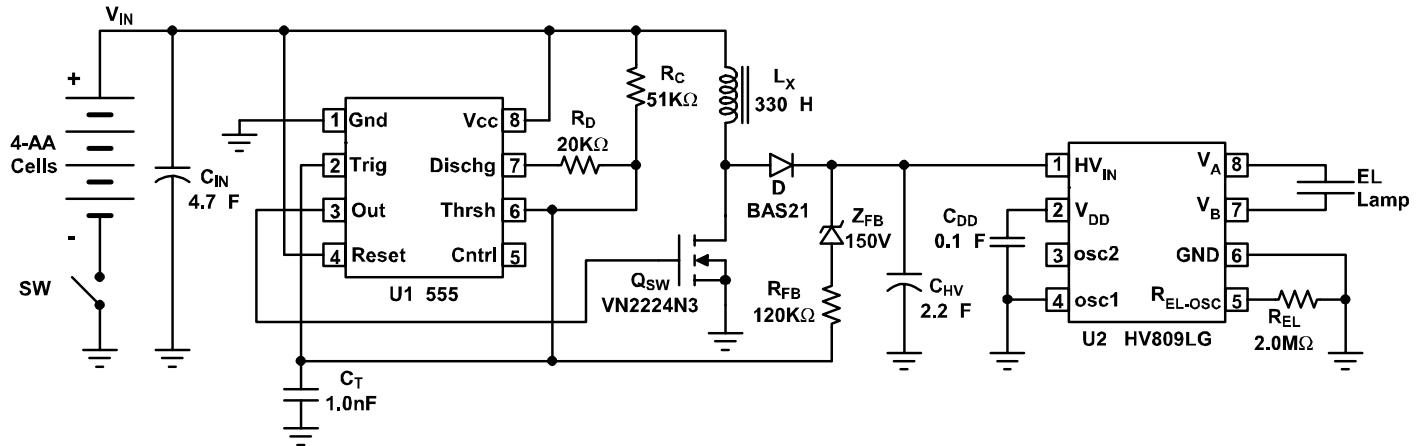 VIN
+
4-AA
Cells
-
SW
CIN
4.7 F
1 Gnd
Vcc 8
2 Trig
Dischg 7
3 Out
Thrsh 6
4 Reset
Cntrl 5
U1 555
RD
20KΩ
RC
51KΩ
LX
330 H
D
BAS21
QSW
VN2224N3
ZFB
150V
RFB
120KΩ
CHV
2.2 F
CT
1.0nF
CDD
0.1 F
1 HVIN
VA 8
2 VDD
VB 7
3 osc2
GND 6
4 osc1
REL-OSC 5
U2 HV809LG
EL
Lamp
REL
2.0MΩ